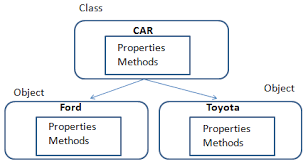 Class
CAR
Properties
Methods
Object
Object
Ford
Toyota
Properties
Methods
Properties
Methods